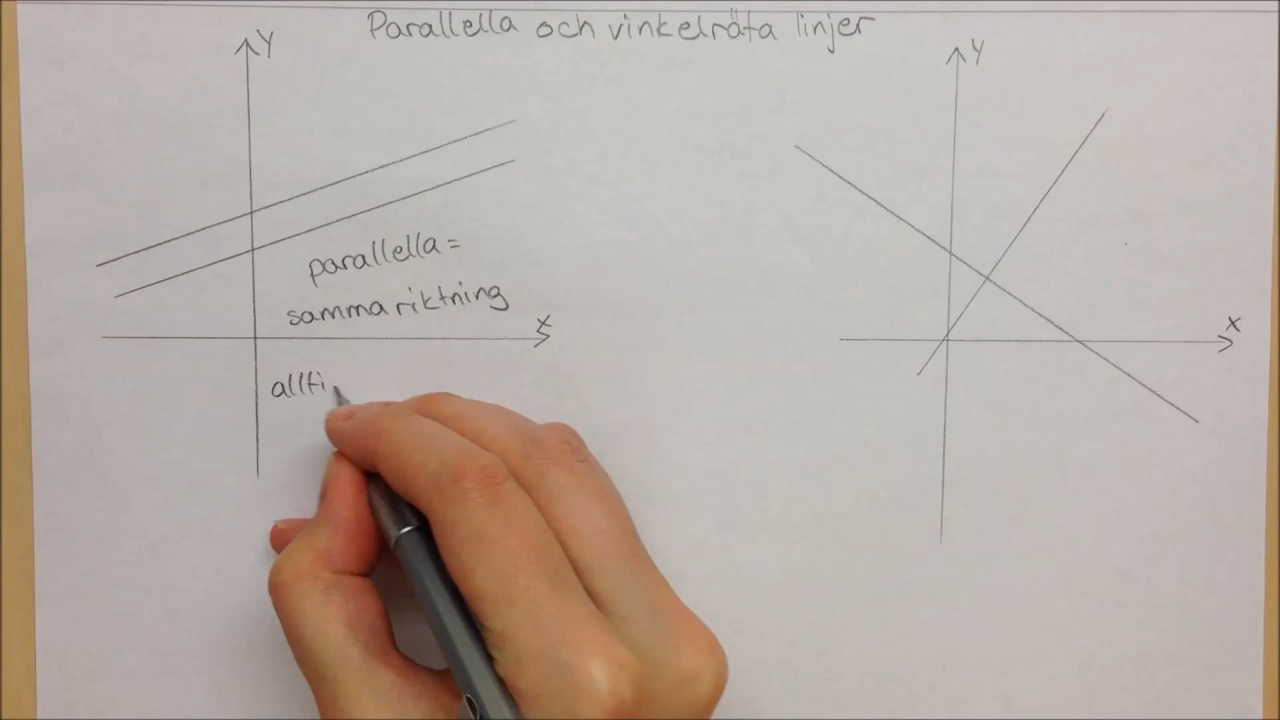 Parallella och vinkelräta linjer
y
parallella =
samma riktning
x
allti
y
x